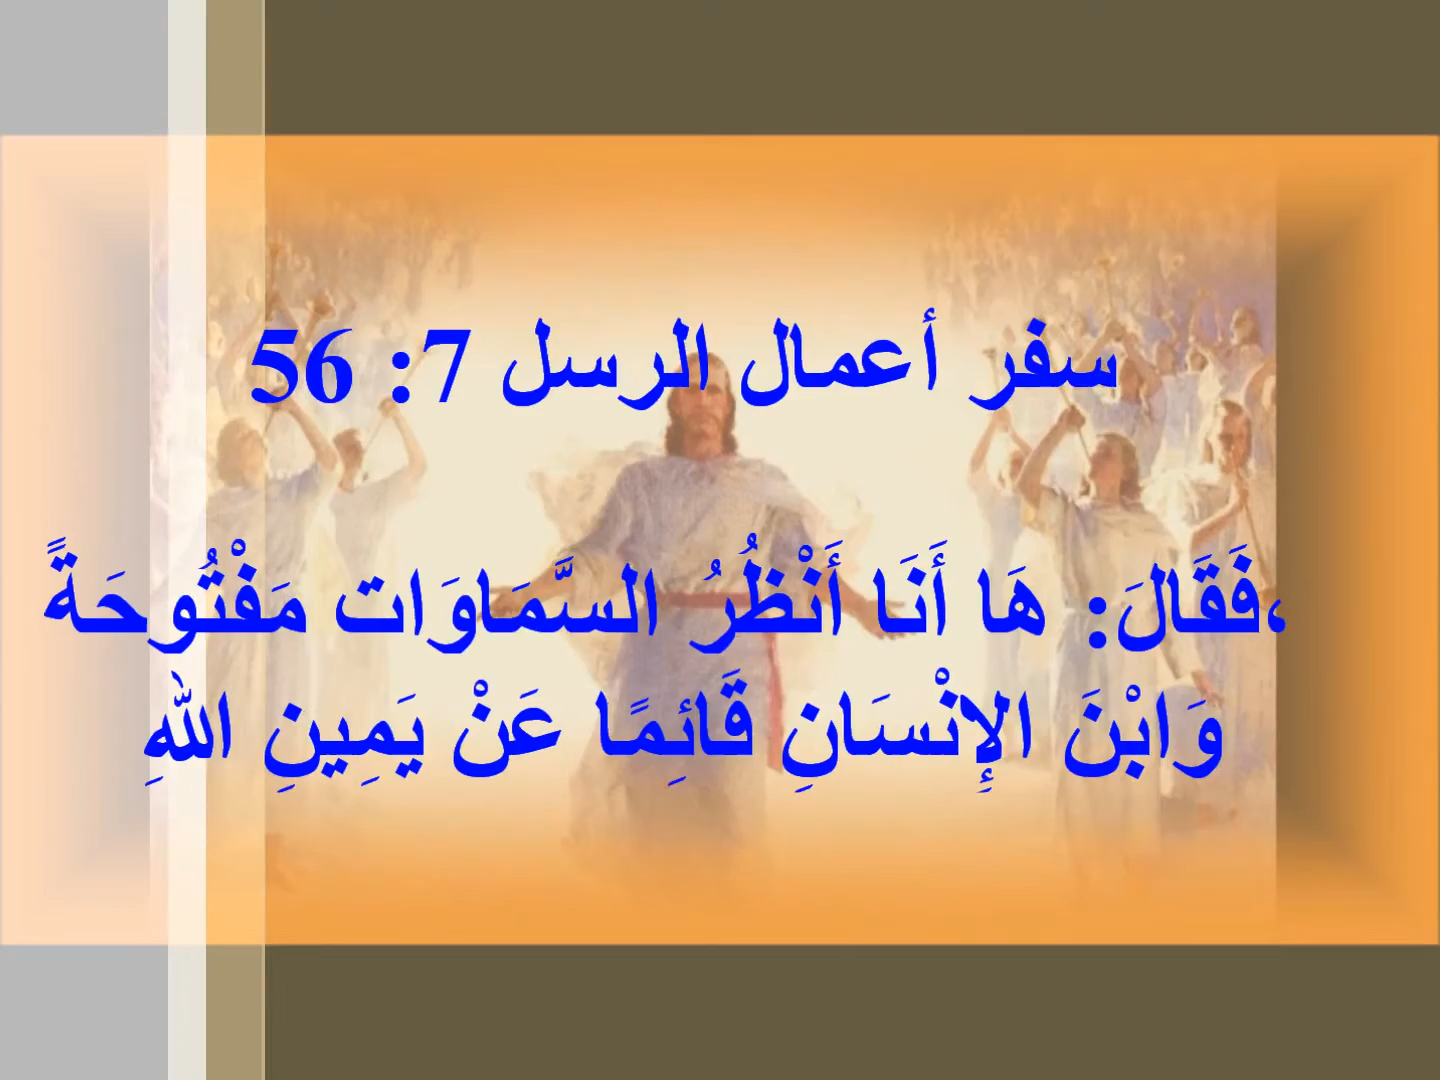 سفر أعمال الرسل 7: 56
،فَقَالَ: هَا أَنَا أَنْظُرُ السَّمَاوَات مَفْتُوحَةً
وَابْنَ الإِنْسَانِ قَائِمًا عَنْ يَمِينِ اللهِ